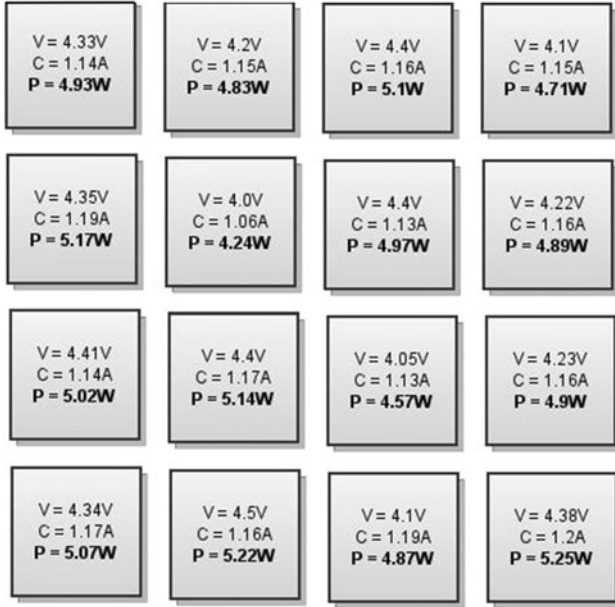 V = 4.33V
C = 1.14A
P = 4.93W
V = 4.2V
C = 1.15A
P = 4.83W
V = 4.4V
C = 1.16A
P = 5.1W
V = 4.1V
C = 1.15A
P = 4.71W
V = 4.35V
C = 1.19A
P = 5.17W
V = 4.0V
C = 1.06A
P = 4.24W
V = 4.4V
C = 1.13A
P = 4.97W
V = 4.22V
C = 1.16A
P = 4.89W
V = 4.41V
C = 1.14A
P = 5.02W
V = 4.4V
C = 1.17A
P = 5.14W
V = 4.05V
C = 1.13A
P = 4.57W
V = 4.23V
C = 1.16A
P = 4.9W
V = 4.34V
C = 1.17A
P = 5.07W
V = 4.5V
C = 1.16A
P = 5.22W
V = 4.1V
C = 1.19A
P = 4.87W
V = 4.38V
C = 1.2A
P = 5.25W